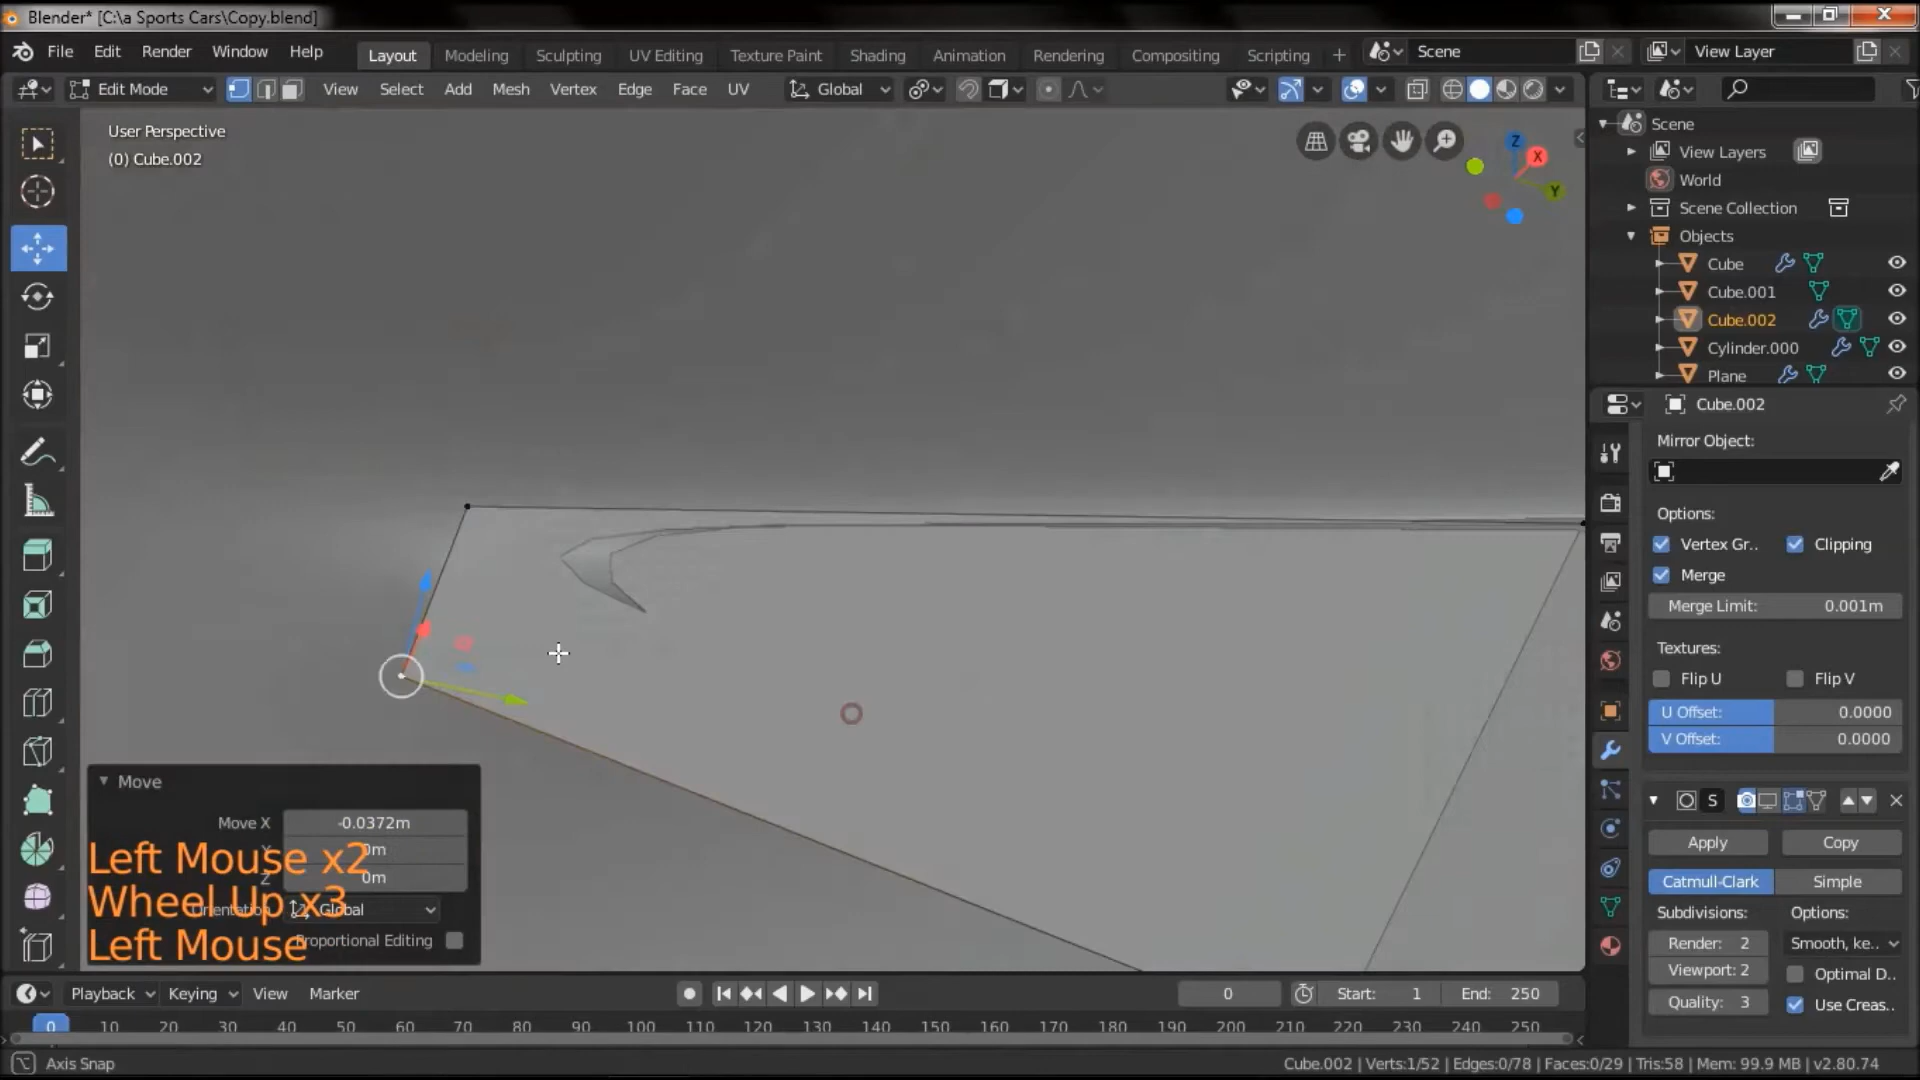 Blender* [C:\a Sports Cars\Copy.blend]
File Edit Render Window Help Layout Modeling Sculpting UV Editing Texture Paint Shading Animation Rendering Compositing Scripting + Scene View Layer
Edit Mode View Select Add Mesh Vertex Edge Face UV Global
User Perspective
(0) Cube.002
Z
X
Y
Scene
View Layers
World
Scene Collection
Objects
Cube
Cube.001
Cube.002
Cylinder.000
Plane
Cube.002
Mirror Object:
Options:
Vertex Gr.. Clipping
Merge
Merge Limit: 0.001m
Textures:
Flip U Flip V
U Offset: 0.0000
V Offset: 0.0000
S
Apply Copy
Catmull-Clark Simple
Subdivisions: Options:
Render: 2 Smooth, ke..
Viewport: 2 Optimal D..
Quality: 3 Use Creas..
Move
Move X -0.0372m
0m
Z 0m
Global
Proportional Editing
Left Mouse x2
Wheel Up x3
Left Mouse
Playback Keying View Marker 0 Start: 1 End: 250
0 10 20 30 40 50 60 70 80 90 100 110 120 130 140 150 160 170 180 190 200 210 220 230 240 250
Axis Snap
Cube.002 | Verts:1/52 | Edges:0/78 | Faces:0/29 | Tris:58 | Mem: 99.9 MB | v2.80.74